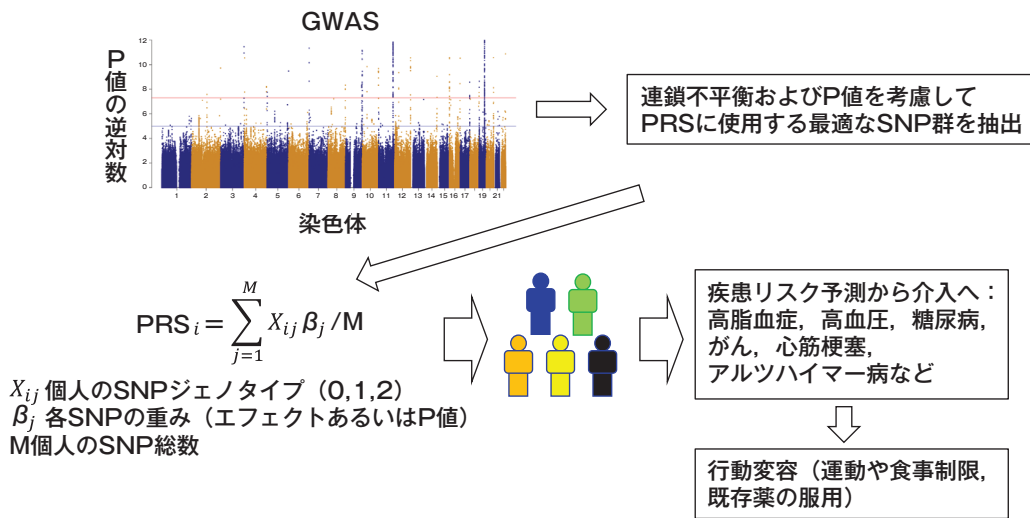 GWAS
P値の逆対数
12
10
8
6
4
2
0
1 2 3 4 5 6 7 8 9 10 11 12 13 14 15 16 17 19 21
染色体
連鎖不平衡およびP値を考慮して
PRSに使用する最適なSNP群を抽出
PRS i = ∑ j=1 M X ij β j /M
X ij 個人のSNPジェノタイプ（0,1,2）
β j 各SNPの重み（エフェクトあるいはP値）
M個人のSNP総数
疾患リスク予測から介入へ：
高脂血症，高血圧，糖尿病，
がん，心筋梗塞，
アルツハイマー病など
行動変容（運動や食事制限，
既存薬の服用）